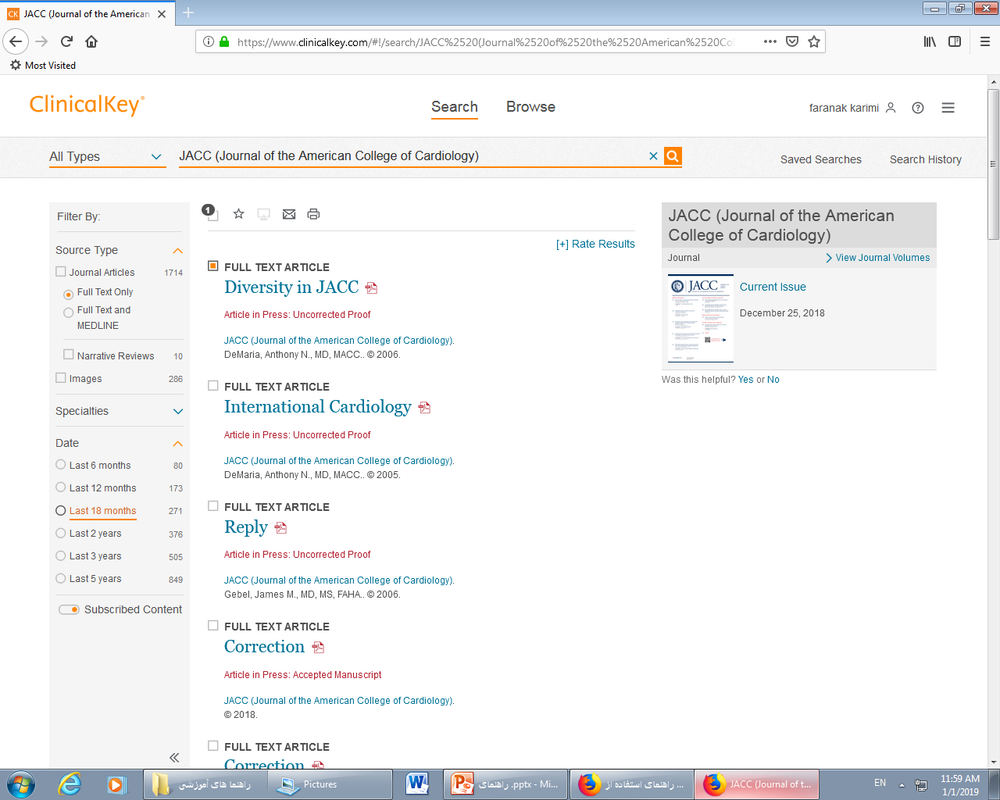 JACC (Journal of the American
https://www.clinicalkey.com/#!/search/JACC%2520(Journal%2520of%2520the%2520American%2520Col
Most Visited
ClinicalKey®
Search
Browse
faranak karimi
All Types
JACC (Journal of the American College of Cardiology)
Saved Searches
Search History
Filter By:
Source Type
Journal Articles 1714
Full Text Only
Full Text and
MEDLINE
Narrative Reviews 10
Images 286
Specialties
Date
Last 6 months 80
Last 12 months 173
Last 18 months 271
Last 2 years 376
Last 3 years 505
Last 5 years 849
Subscribed Content
1
[+] Rate Results
FULL TEXT ARTICLE
Diversity in JACC
Article in Press: Uncorrected Proof
JACC (Journal of the American College of Cardiology).
DeMaria, Anthony N., MD, MACC.. © 2006.
FULL TEXT ARTICLE
International Cardiology
Article in Press: Uncorrected Proof
JACC (Journal of the American College of Cardiology).
DeMaria, Anthony N., MD, MACC.. © 2005.
FULL TEXT ARTICLE
Reply
Article in Press: Uncorrected Proof
JACC (Journal of the American College of Cardiology).
Gebel, James M., MD, MS, FAHA.. © 2006.
FULL TEXT ARTICLE
Correction
Article in Press: Accepted Manuscript
JACC (Journal of the American College of Cardiology).
© 2018.
FULL TEXT ARTICLE
Correction
JACC (Journal of the American
College of Cardiology)
Journal
View Journal Volumes
JACC
Current Issue
December 25, 2018
Was this helpful? Yes or No
راهنما های آموزشی
Pictures
راهنمای .pptx - Mi...
راهنمای استفاده از ...
JACC (Journal of t...
EN
11:59 AM
1/1/2019